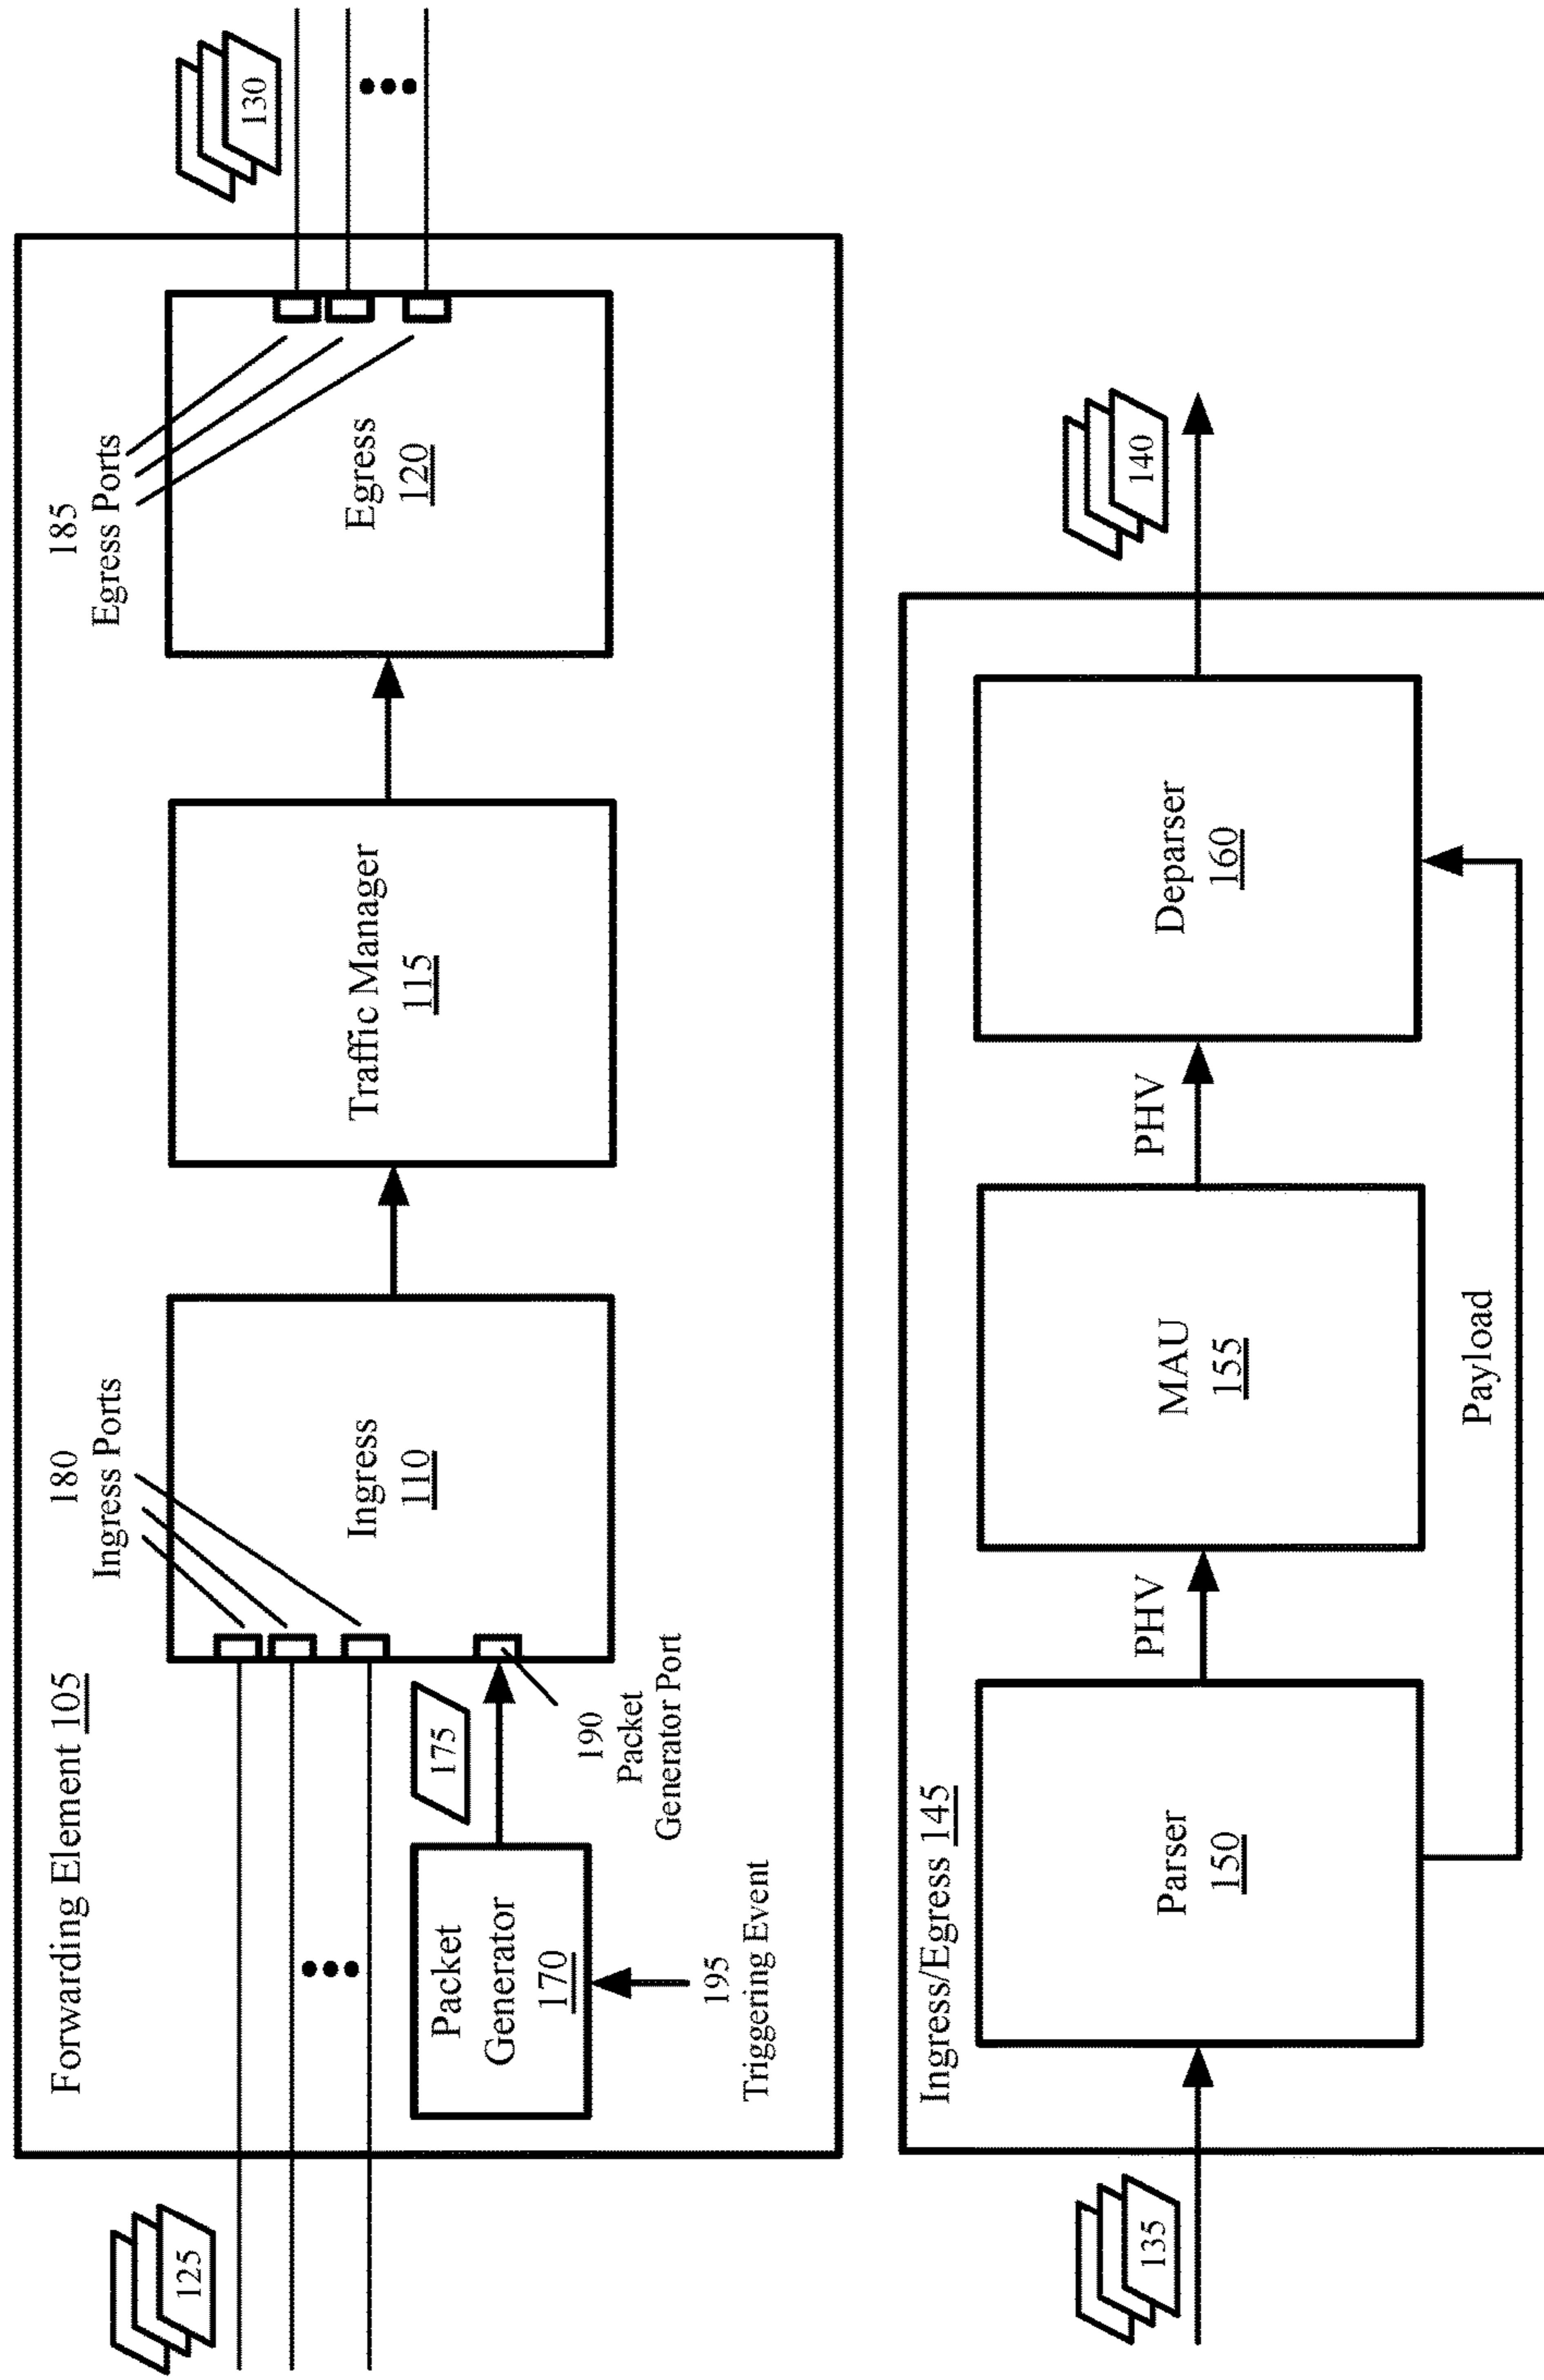 Forwarding Element 105
125
180
Ingress Ports
Ingress
110
Traffic Manager
115
185
Egress Ports
Egress
120
130
Packet
Generator
170
175
190
Packet
Generator Port
195
Triggering Event
Ingress/Egress 145
135
Parser
150
PHV
MAU
155
PHV
Deparser
160
140
Payload